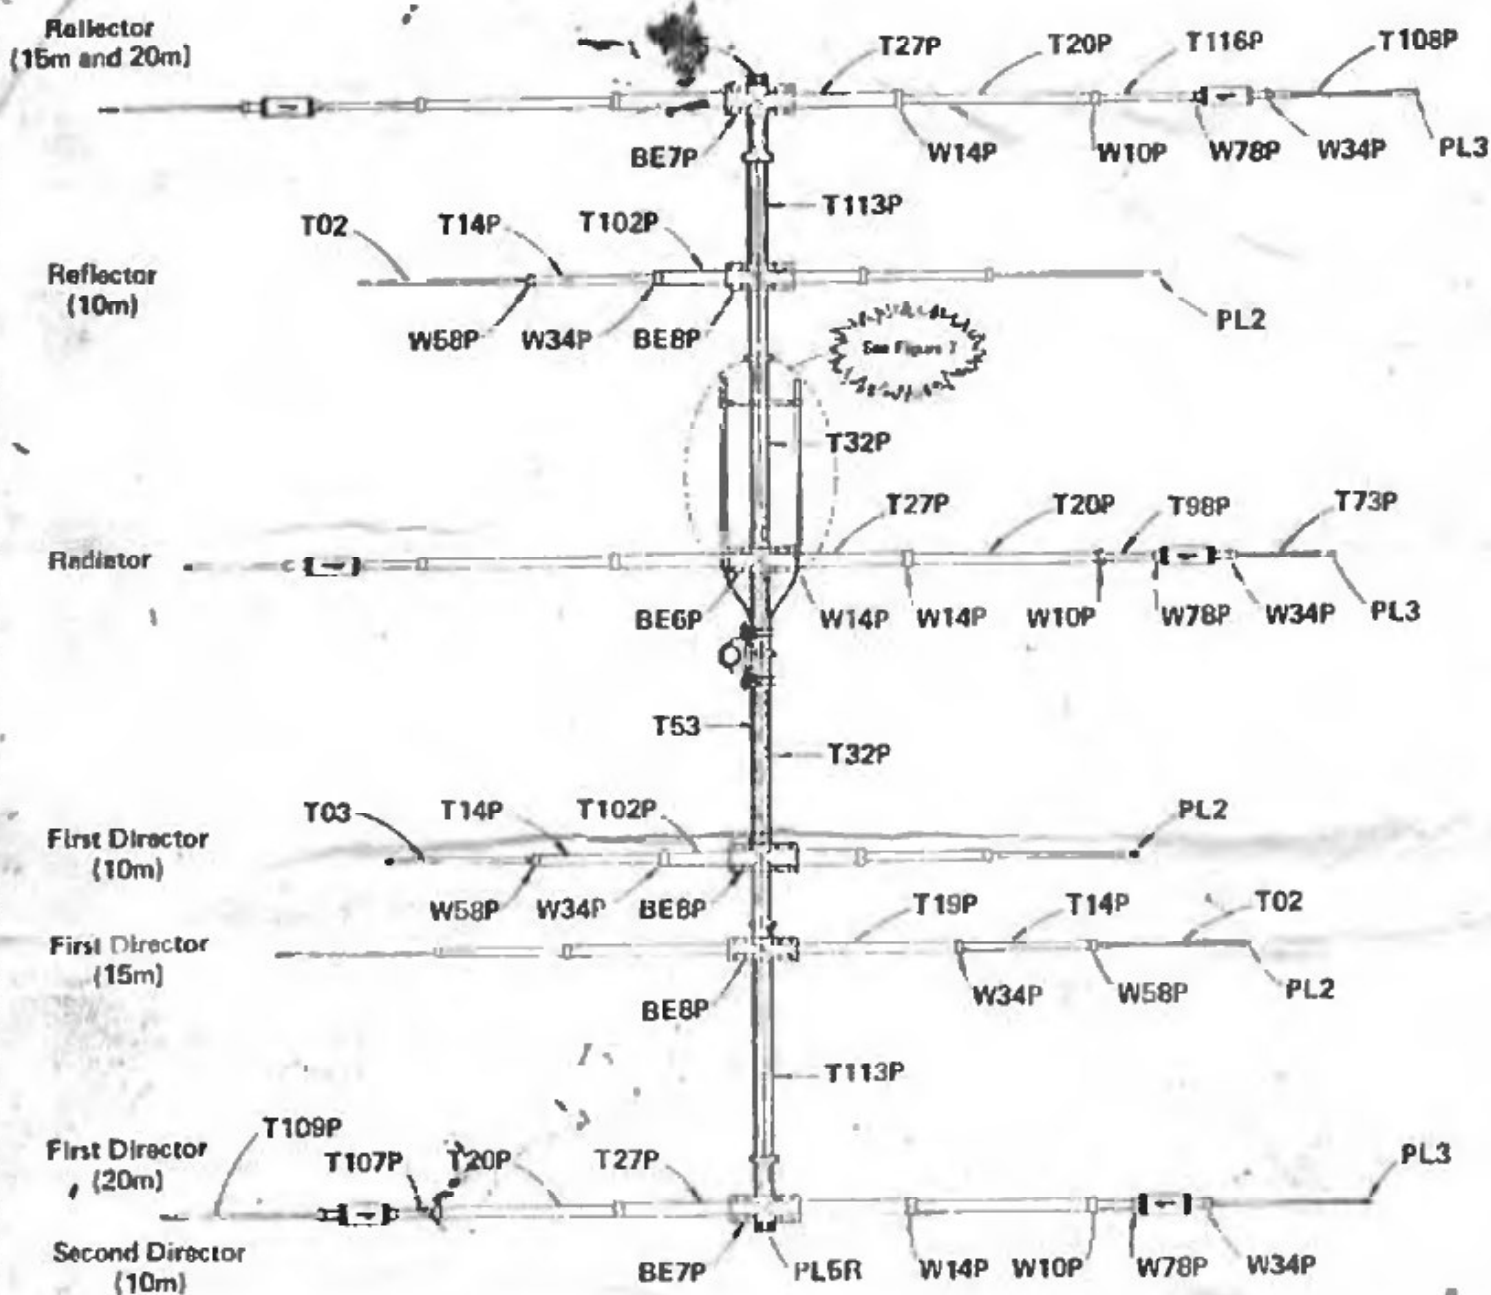 Reflector
(15m and 20m)
T27P
T20P
T116P
T108P
BE7P
W14P
W10P
W78P
W34P
PL3
T113P
T02
T14P
T102P
Reflector
(10m)
W58P
W34P
BE8P
PL2
See Figure 7
T32P
T27P
T20P
T98P
T73P
Radiator
BE6P
W14P
W14P
W10P
W78P
W34P
PL3
T53
T32P
T03
T14P
T102P
PL2
First Director
(10m)
W58P
W34P
BE8P
T19P
T14P
T02
First Director
(15m)
BE8P
W34P
W58P
PL2
T113P
First Director
(20m)
T109P
T107P
T20P
T27P
PL3
Second Director
(10m)
BE7P
PL6R
W14P
W10P
W78P
W34P